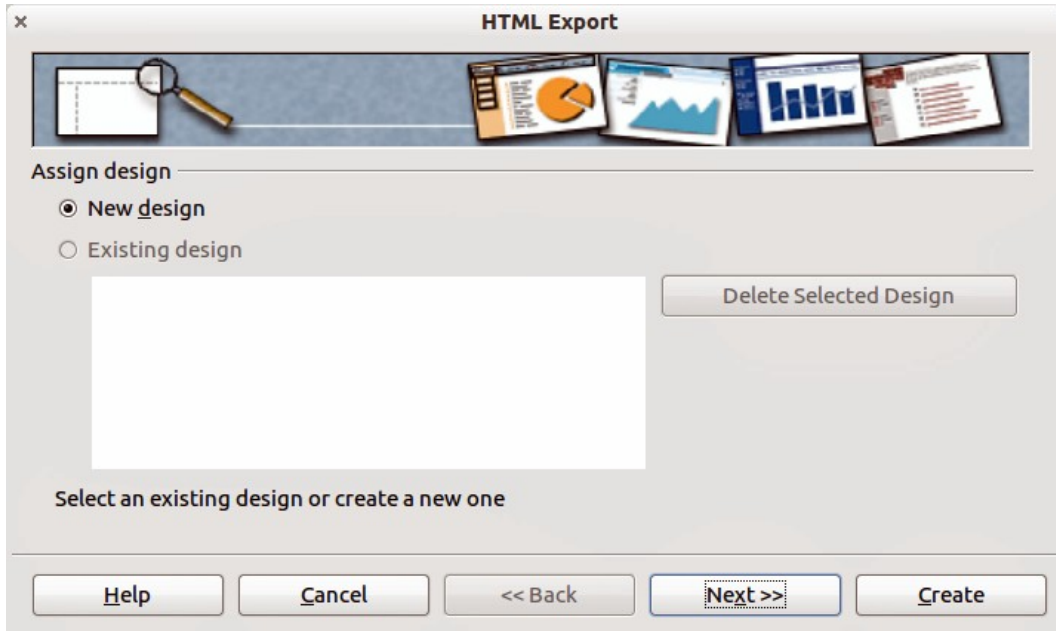 HTML Export
Assign design
New design
Existing design
Delete Selected Design
Select an existing design or create a new one
Help
Cancel
<< Back
Next >>
Create